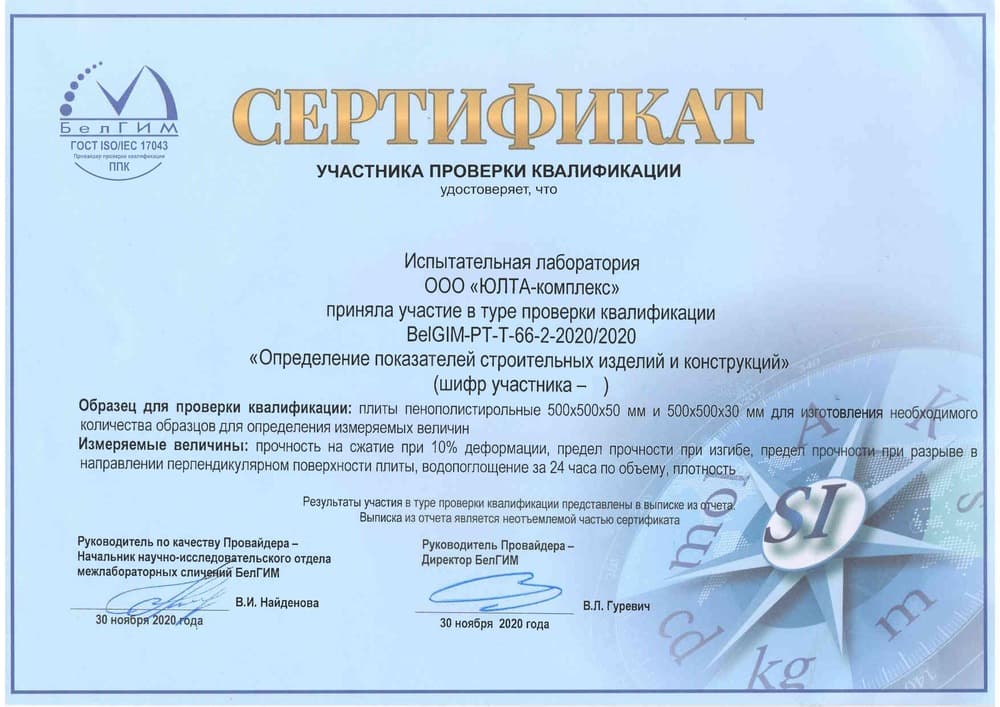 БелГИМ
ГОСТ ISO/IEC 17043
Провайдер проверки квалификации
ППК
СЕРТИФИКАТ
УЧАСТНИКА ПРОВЕРКИ КВАЛИФИКАЦИИ
удостоверяет, что
Испытательная лаборатория
ООО «ЮЛТА-комплекс»
приняла участие в туре проверки квалификации
BelGIM-PT-T-66-2-2020/2020
«Определение показателей строительных изделий и конструкций»
(шифр участника – )
Образец для проверки квалификации: плиты пенополистирольные 500х500х50 мм и 500х500х30 мм для изготовления необходимого
количества образцов для определения измеряемых величин
Измеряемые величины: прочность на сжатие при 10% деформации, предел прочности при изгибе, предел прочности при разрыве в
направлении перпендикулярном поверхности плиты, водопоглощение за 24 часа по объему, плотность
Результаты участия в туре проверки квалификации представлены в выписке из отчета.
Выписка из отчета является неотъемлемой частью сертификата
Руководитель по качеству Провайдера –
Начальник научно-исследовательского отдела
межлабораторных сличений БелГИМ
В.И. Найденова
30 ноября 2020 года
Руководитель Провайдера –
Директор БелГИМ
В.Л. Гуревич
30 ноября 2020 года
SI
mol
A
K
s
m
kg
cd